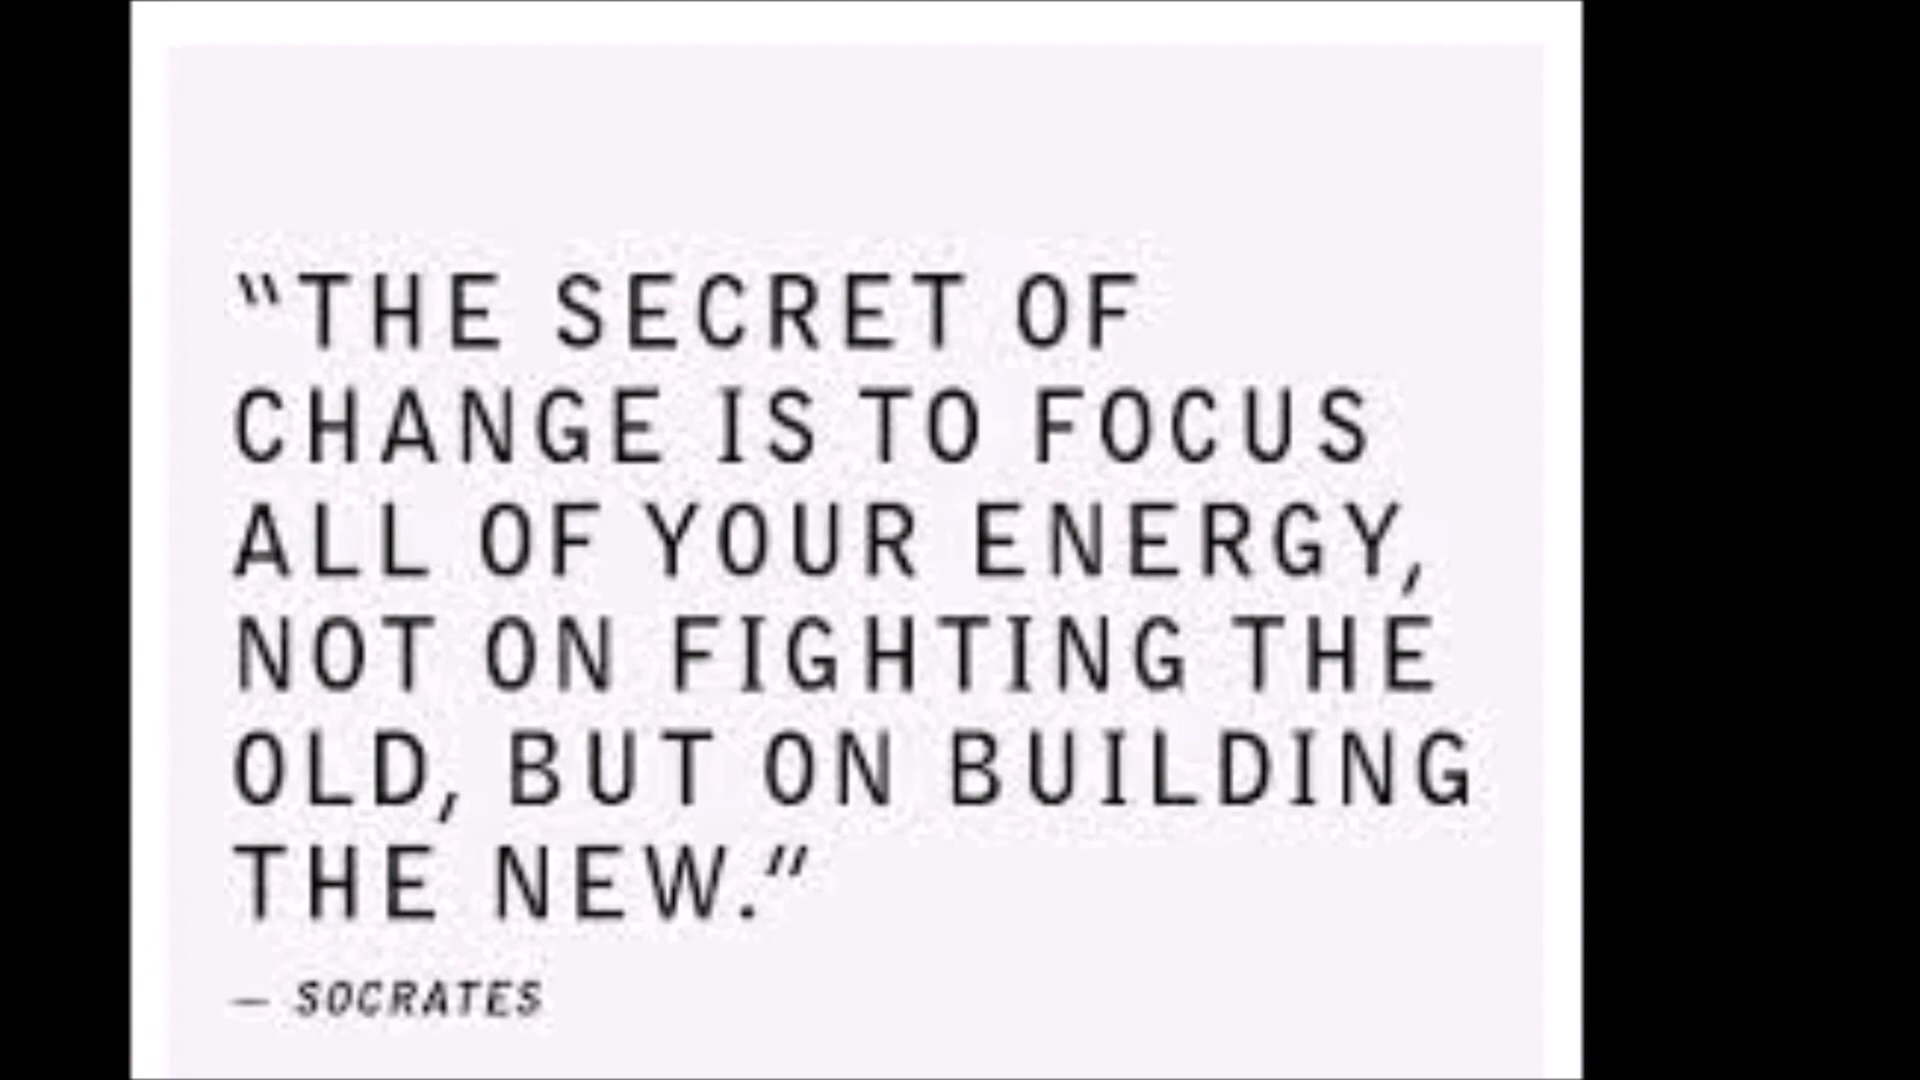 “THE SECRET OF
CHANGE IS TO FOCUS
ALL OF YOUR ENERGY,
NOT ON FIGHTING THE
OLD, BUT ON BUILDING
THE NEW.”
— SOCRATES